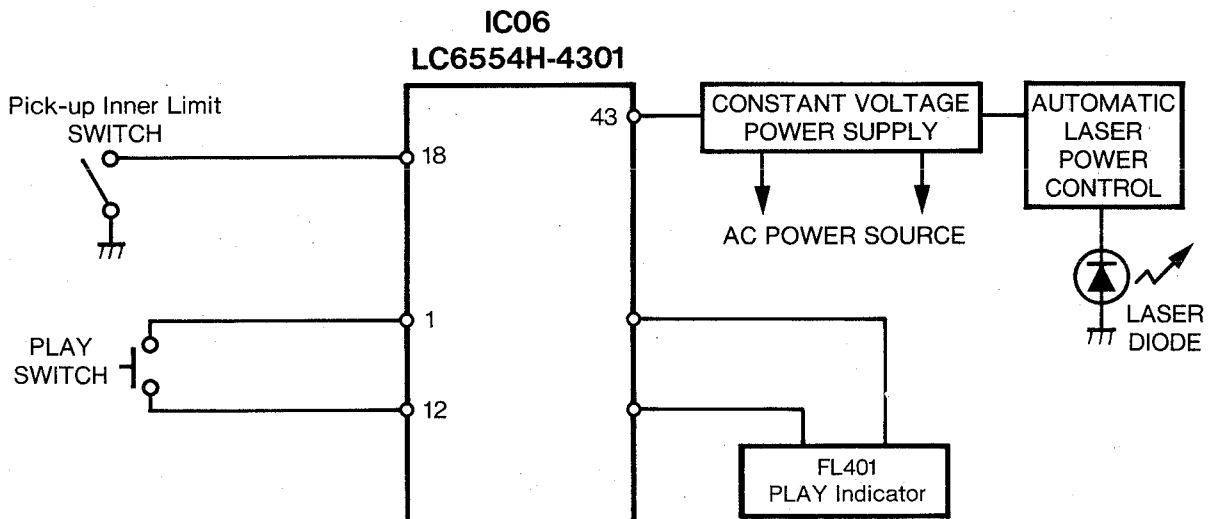 IC06
LC6554H-4301
Pick-up Inner Limit
SWITCH
18
43
CONSTANT VOLTAGE
POWER SUPPLY
AUTOMATIC
LASER
POWER
CONTROL
AC POWER SOURCE
LASER
DIODE
1
PLAY
SWITCH
12
FL401
PLAY Indicator